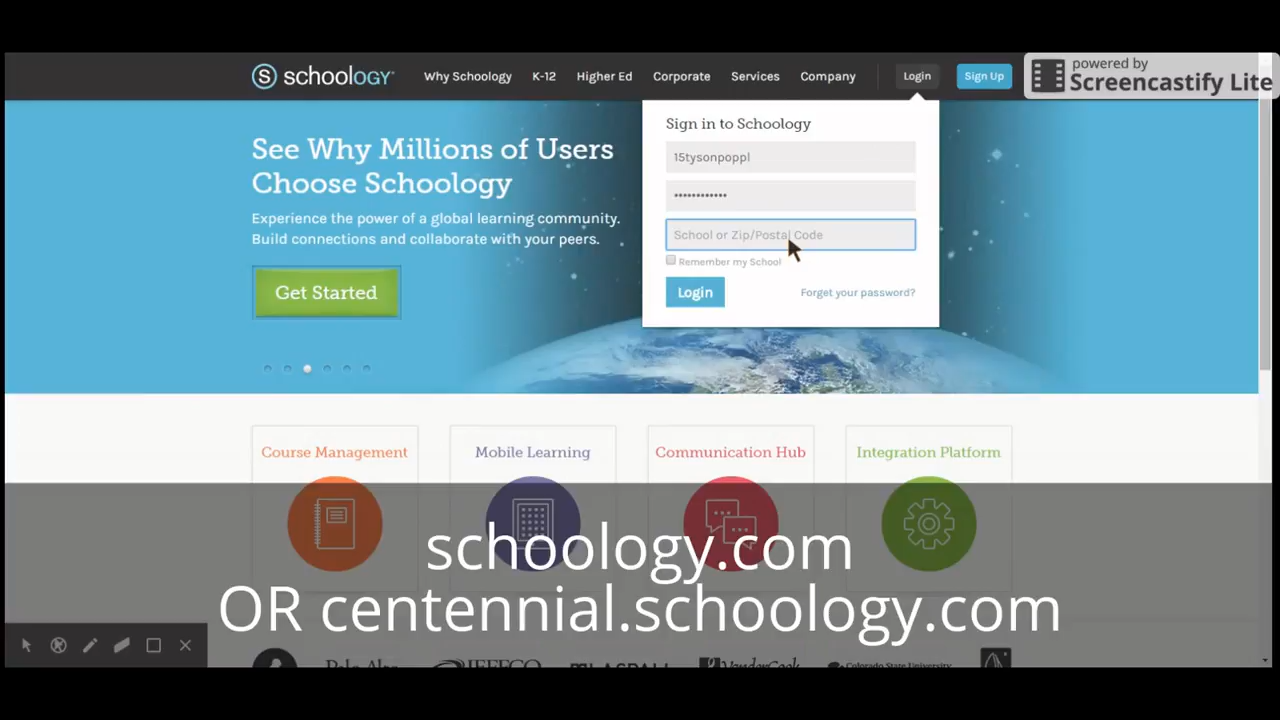 schoology
Why Schoology
K-12
Higher Ed
Corporate
Services
Company
Login
Sign Up
powered by
Screencastify Lite
See Why Millions of Users
Choose Schoology
Experience the power of a global learning community.
Build connections and collaborate with your peers.
Get Started
Sign in to Schoology
15tysonpoppl
••••••••••••
School or Zip/Postal Code
Remember my School
Login
Forget your password?
Course Management
Mobile Learning
Communication Hub
Integration Platform
schoology.com
OR centennial.schoology.com
Colorado State University